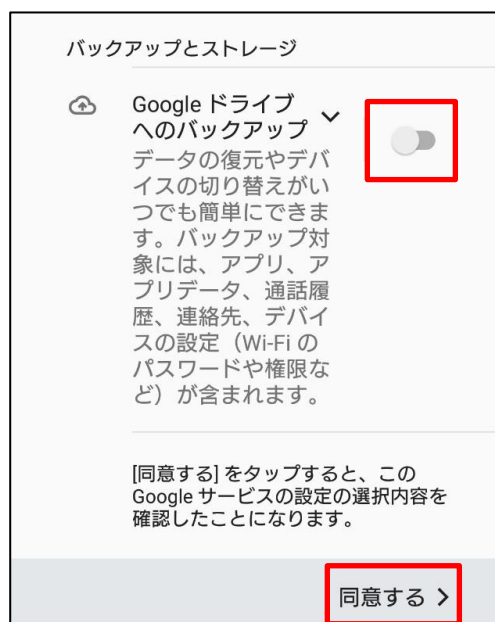 バックアップとストレージ
Google ドライブ
へのバックアップ
データの復元やデバ
イスの切り替えがい
つでも簡単にできま
す。バックアップ対
象には、アプリ、ア
プリデータ、通話履
歴、連絡先、デバイ
スの設定（Wi-Fi の
パスワードや権限な
ど）が含まれます。
[同意する] をタップすると、この
Google サービスの設定の選択内容を
確認したことになります。
同意する